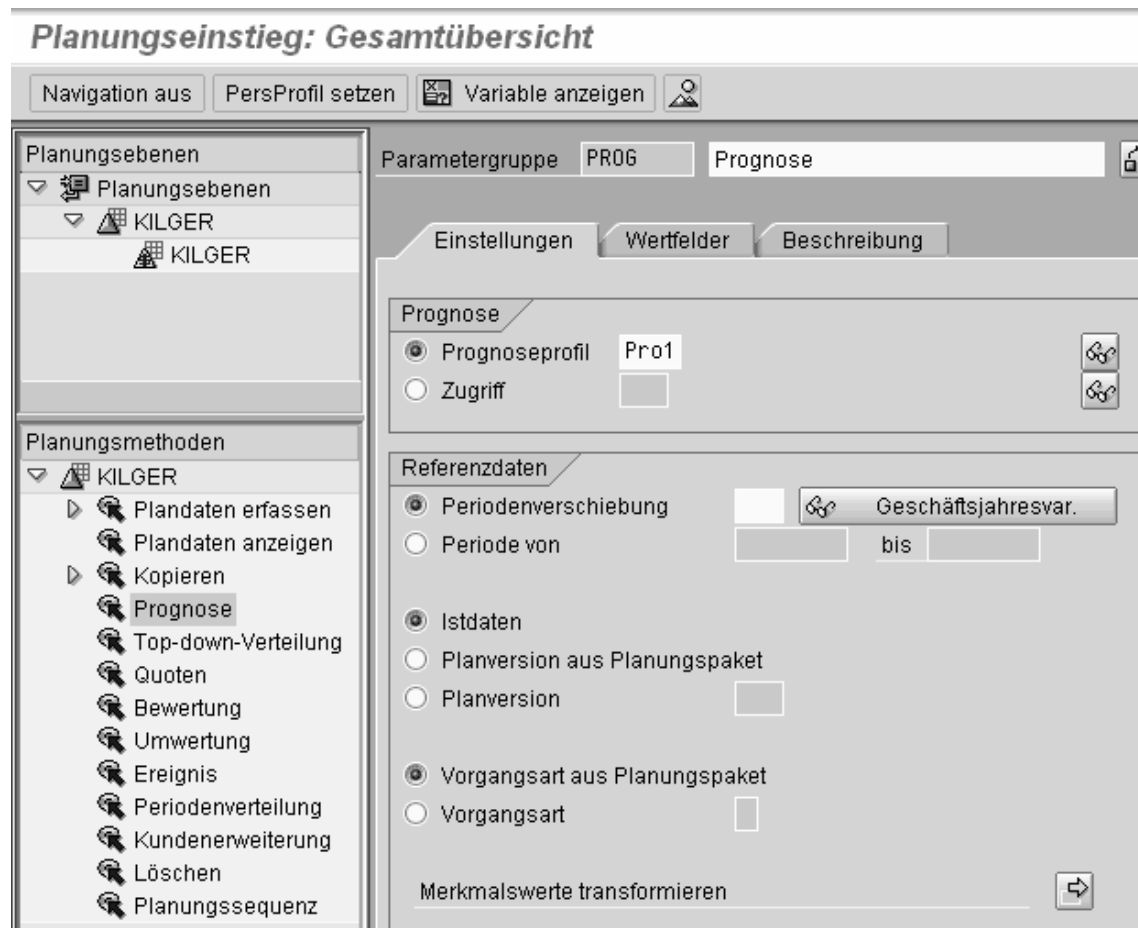 Planungseinstieg: Gesamtübersicht
Navigation aus PersProfil setzen Variable anzeigen
Planungsebenen
Planungsebenen
KILGER
KILGER
Planungsmethoden
KILGER
Plandaten erfassen
Plandaten anzeigen
Kopieren
Prognose
Top-down-Verteilung
Quoten
Bewertung
Umwertung
Ereignis
Periodenverteilung
Kundenerweiterung
Löschen
Planungssequenz
Parametergruppe PROG Prognose
Einstellungen Wertfelder Beschreibung
Prognose
Prognoseprofil Pro1
Zugriff
Referenzdaten
Periodenverschiebung Geschäftsjahresvar.
Periode von bis
Istdaten
Planversion aus Planungspaket
Planversion
Vorgangsart aus Planungspaket
Vorgangsart
Merkmalswerte transformieren